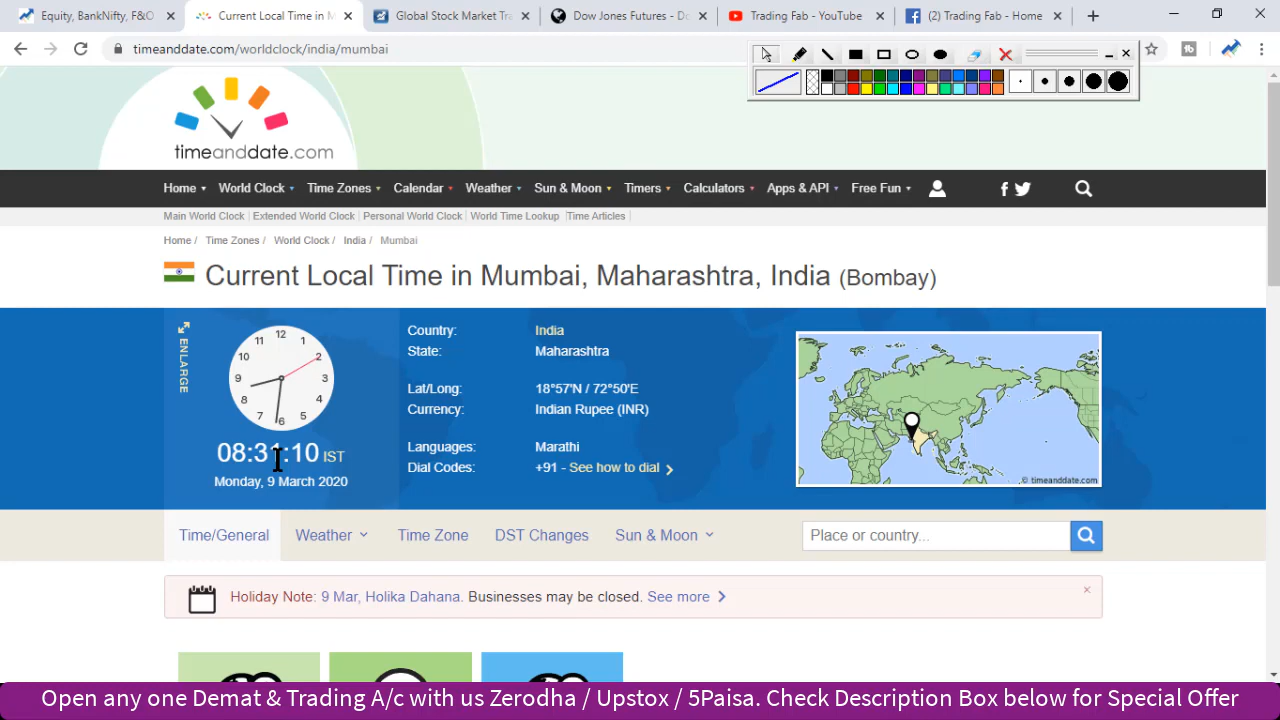 Equity, BankNifty, F&O
Current Local Time in M
Global Stock Market Tr
Dow Jones Futures - Do
Trading Fab - YouTube
(2) Trading Fab - Home
timeanddate.com/worldclock/india/mumbai
timeanddate.com
Home
World Clock
Time Zones
Calendar
Weather
Sun & Moon
Timers
Calculators
Apps & API
Free Fun
Main World Clock
Extended World Clock
Personal World Clock
World Time Lookup
Time Articles
Home / Time Zones / World Clock / India / Mumbai
Current Local Time in Mumbai, Maharashtra, India (Bombay)
ENLARGE
12
1
2
3
4
5
6
7
8
9
10
11
08:31:10 IST
Monday, 9 March 2020
Country: India
State: Maharashtra
Lat/Long: 18°57'N / 72°50'E
Currency: Indian Rupee (INR)
Languages: Marathi
Dial Codes: +91 - See how to dial
© timeanddate.com
Time/General
Weather
Time Zone
DST Changes
Sun & Moon
Place or country...
Holiday Note: 9 Mar, Holika Dahana. Businesses may be closed. See more
Open any one Demat & Trading A/c with us Zerodha / Upstox / 5Paisa. Check Description Box below for Special Offer